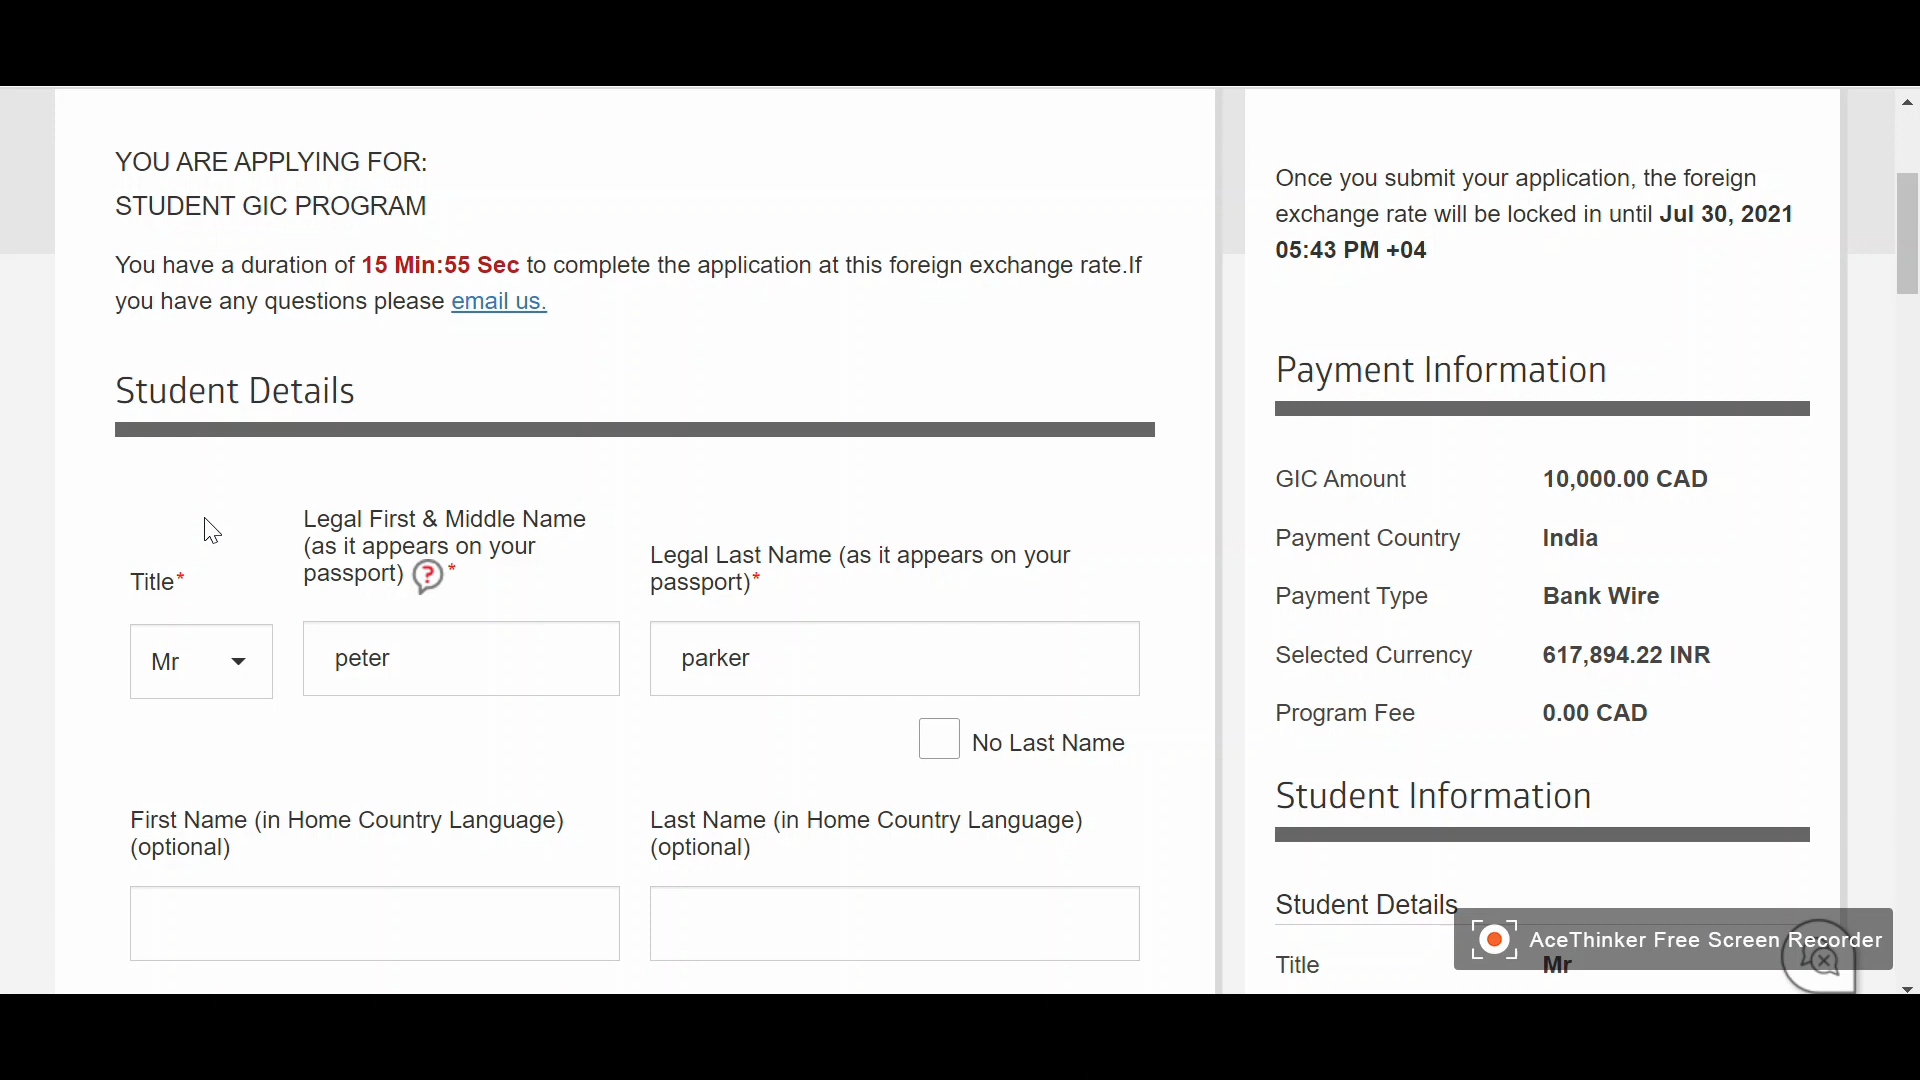 YOU ARE APPLYING FOR:
STUDENT GIC PROGRAM
You have a duration of 15 Min:55 Sec to complete the application at this foreign exchange rate.If
you have any questions please email us.
Student Details
Title*
Legal First & Middle Name
(as it appears on your
passport) ? *
Legal Last Name (as it appears on your
passport)*
Mr
peter
parker
No Last Name
First Name (in Home Country Language)
(optional)
Last Name (in Home Country Language)
(optional)
Once you submit your application, the foreign
exchange rate will be locked in until Jul 30, 2021
05:43 PM +04
Payment Information
GIC Amount 10,000.00 CAD
Payment Country India
Payment Type Bank Wire
Selected Currency 617,894.22 INR
Program Fee 0.00 CAD
Student Information
Student Details
Title Mr
AceThinker Free Screen Recorder